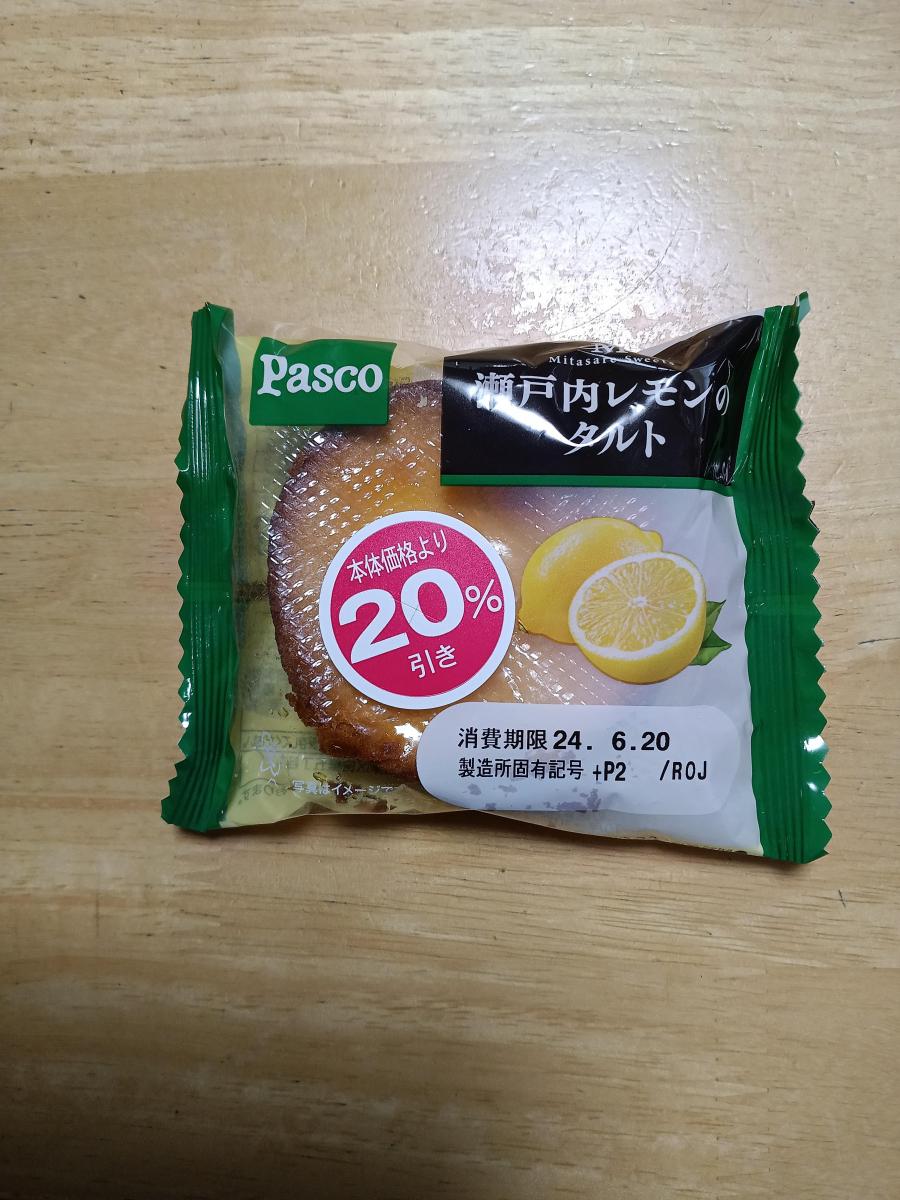 Pasco
Mitasare Sweets
瀬戸内レモンの
タルト
本体価格より
20%
引き
消費期限 24. 6.20
製造所固有記号 +P2 /ROJ
写真はイメージで